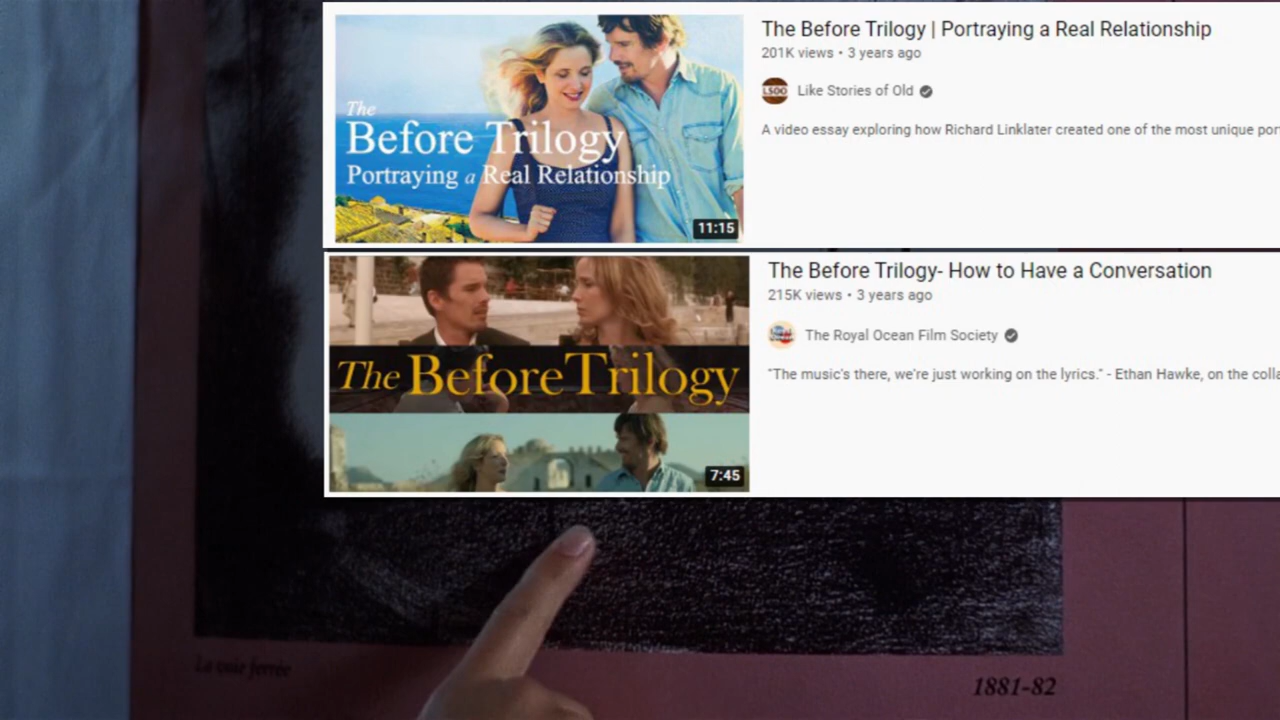 The Before Trilogy | Portraying a Real Relationship
201K views • 3 years ago
LSOO
Like Stories of Old
A video essay exploring how Richard Linklater created one of the most unique por
The
Before Trilogy
Portraying a Real Relationship
11:15
The Before Trilogy- How to Have a Conversation
215K views • 3 years ago
The Royal Ocean Film Society
"The music's there, we're just working on the lyrics." - Ethan Hawke, on the colla
The Before Trilogy
7:45
La voie ferrée
1881-82